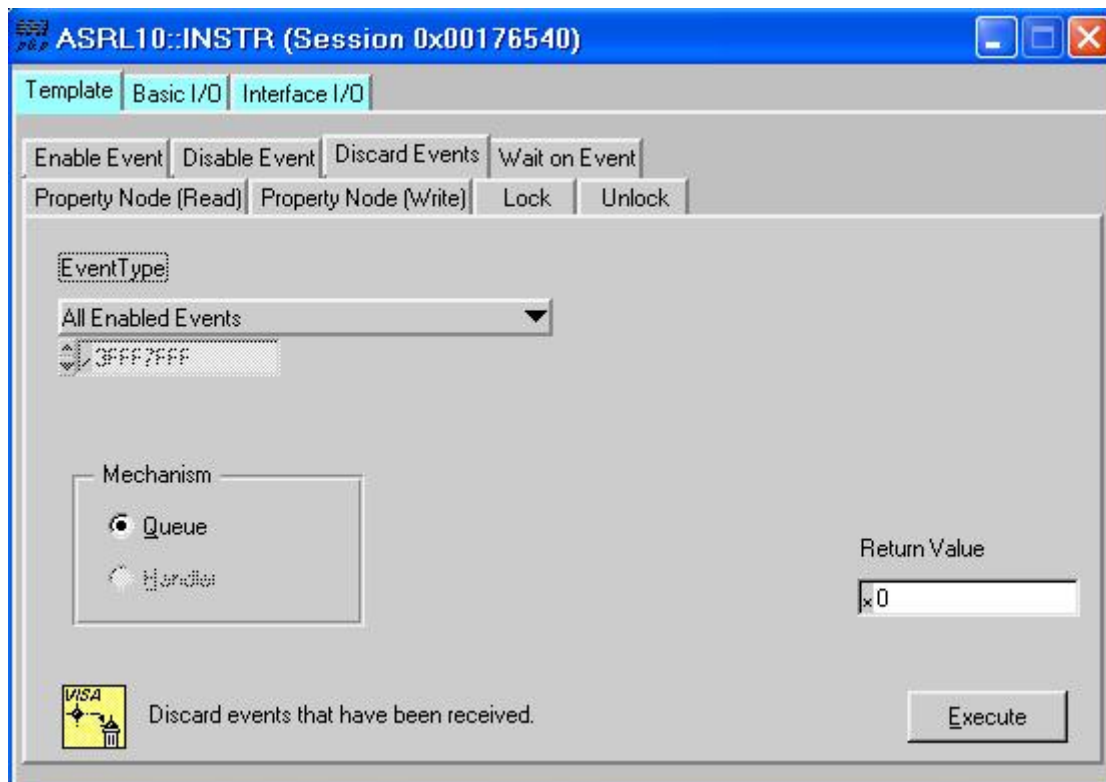 ASRL10::INSTR (Session 0x00176540)
Template Basic I/O Interface I/O
Enable Event Disable Event Discard Events Wait on Event
Property Node (Read) Property Node (Write) Lock Unlock
EventType
All Enabled Events
3FFF7FFF
Mechanism
Queue
Handler
Return Value
x 0
VISA
Discard events that have been received.
Execute